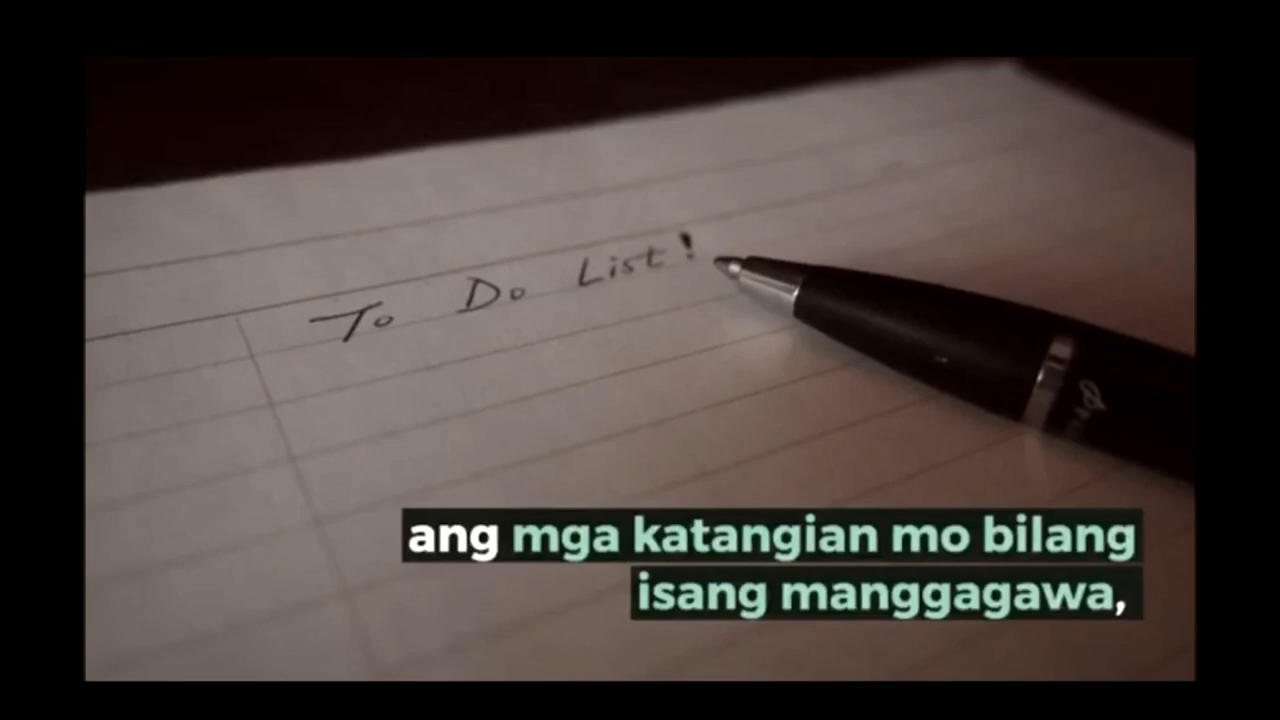 To Do List!
ang mga katangian mo bilang
isang manggagawa,